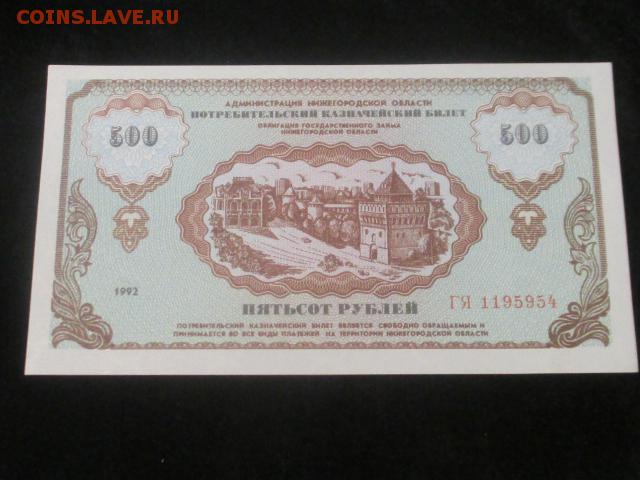 COINS.LAVE.RU
АДМИНИСТРАЦИЯ НИЖЕГОРОДСКОЙ ОБЛАСТИ
ПОТРЕБИТЕЛЬСКИЙ КАЗНАЧЕЙСКИЙ БИЛЕТ
ОБЛИГАЦИЯ ГОСУДАРСТВЕННОГО ЗАЙМА
НИЖЕГОРОДСКОЙ ОБЛАСТИ
500 500
1992
ПЯТЬСОТ РУБЛЕЙ
ГЯ 1195954
ПОТРЕБИТЕЛЬСКИЙ КАЗНАЧЕЙСКИЙ БИЛЕТ ЯВЛЯЕТСЯ СВОБОДНО ОБРАЩАЕМЫМ И
ПРИНИМАЕТСЯ ВО ВСЕ ВИДЫ ПЛАТЕЖЕЙ НА ТЕРРИТОРИИ НИЖЕГОРОДСКОЙ ОБЛАСТИ